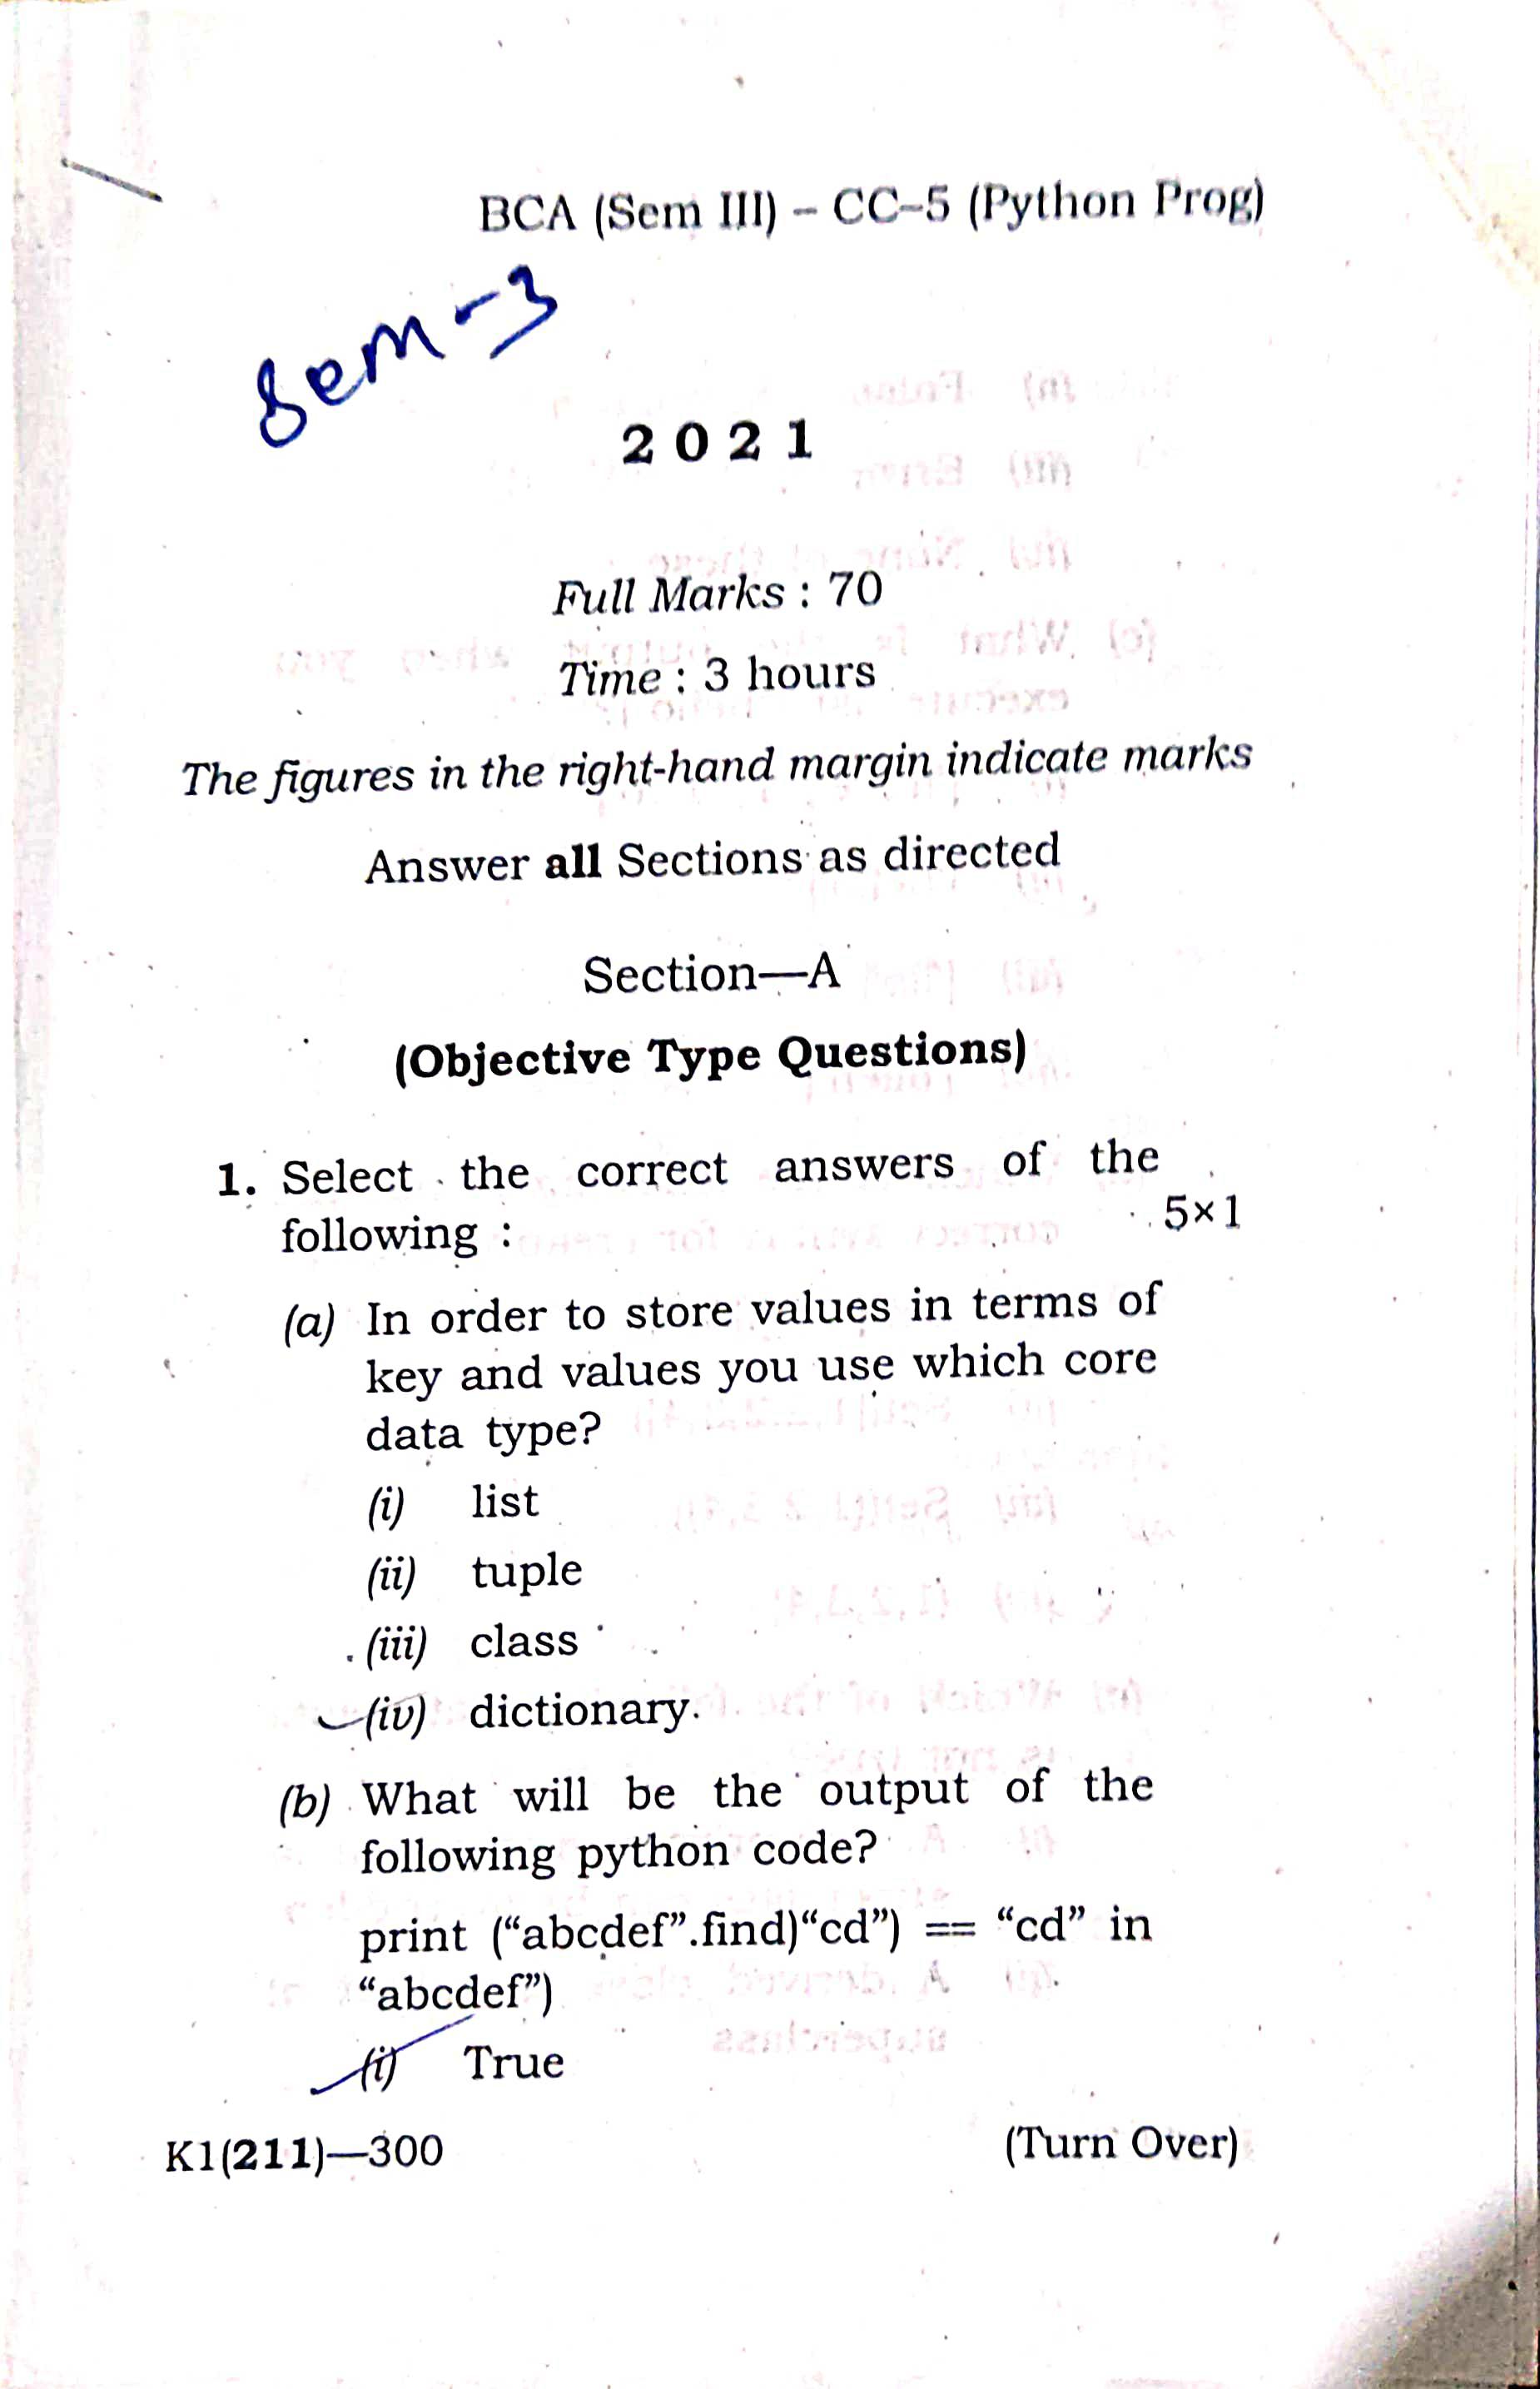 BCA (Sem III) – CC–5 (Python Prog)
Sem-3
2021
Full Marks : 70
Time : 3 hours
The figures in the right-hand margin indicate marks
Answer all Sections as directed
Section—A
(Objective Type Questions)
1. Select the correct answers of the
following : 5×1
(a) In order to store values in terms of
key and values you use which core
data type?
(i) list
(ii) tuple
(iii) class
(iv) dictionary.
(b) What will be the output of the
following python code?
print (“abcdef”.find)“cd”) == “cd” in
“abcdef”)
(i) True
K1(211)—300 (Turn Over)